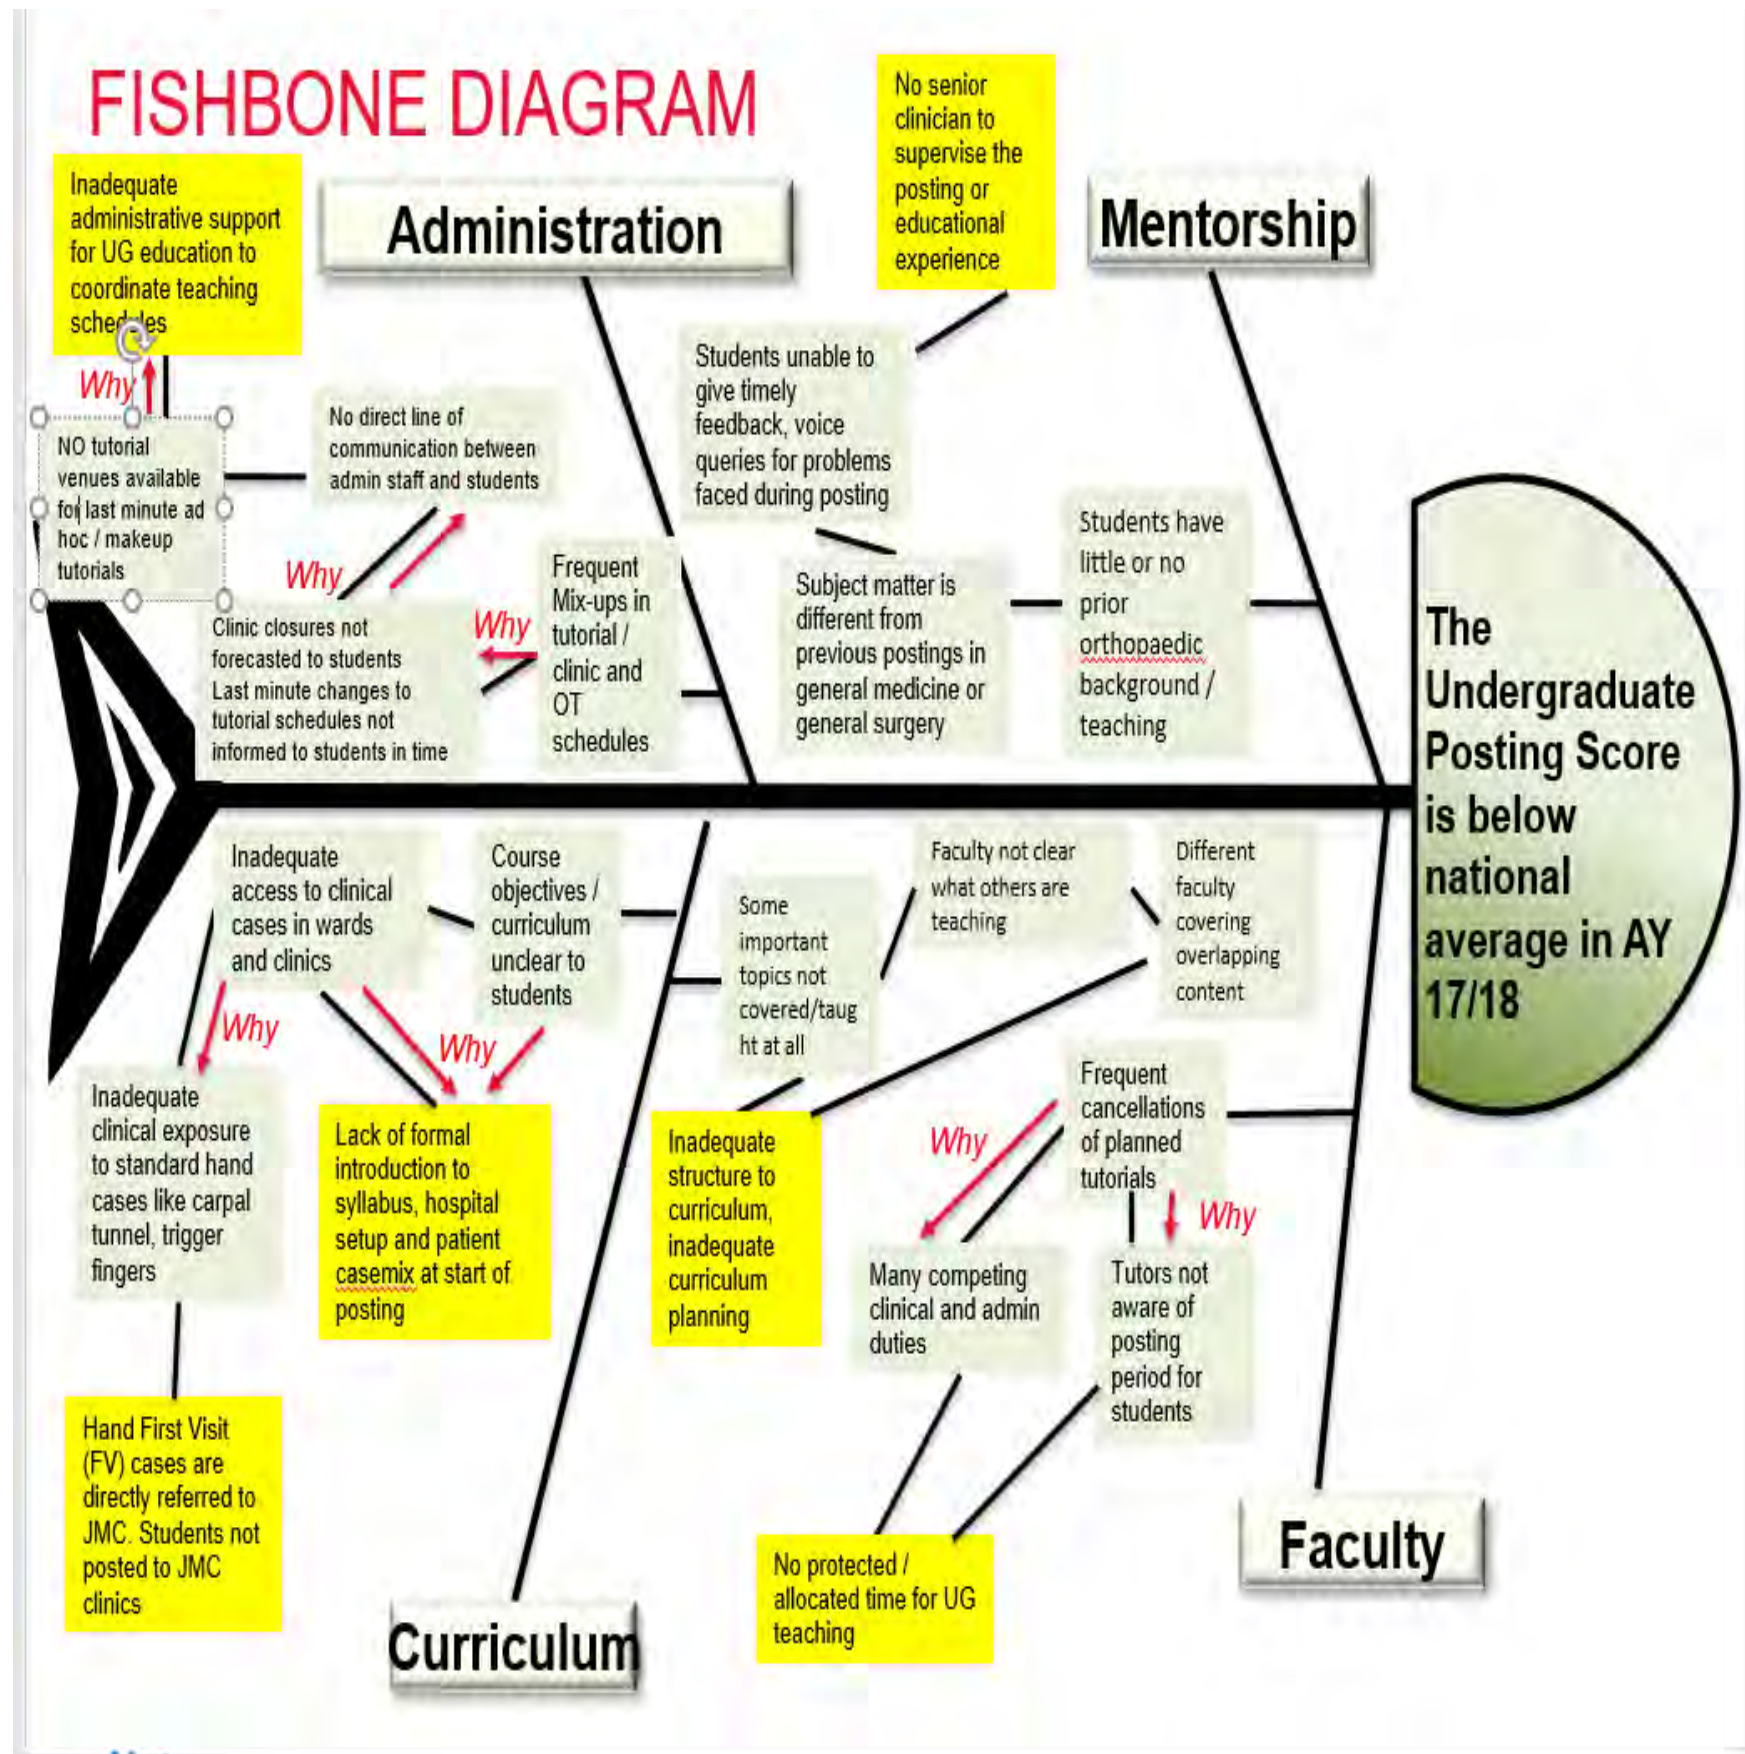 FISHBONE DIAGRAM
Inadequate
administrative support
for UG education to
coordinate teaching
schedules
Administration
No senior
clinician to
supervise the
posting or
educational
experience
Mentorship
Why
NO tutorial
venues available
for last minute ad
hoc / makeup
tutorials
No direct line of
communication between
admin staff and students
Why
Clinic closures not
forecasted to students
Last minute changes to
tutorial schedules not
informed to students in time
Why
Frequent
Mix-ups in
tutorial /
clinic and
OT
schedules
Students unable to
give timely
feedback, voice
queries for problems
faced during posting
Subject matter is
different from
previous postings in
general medicine or
general surgery
Students have
little or no
prior
orthopaedic
background /
teaching
The
Undergraduate
Posting Score
is below
national
average in AY
17/18
Inadequate
access to clinical
cases in wards
and clinics
Course
objectives /
curriculum
unclear to
students
Some
important
topics not
covered/taug
ht at all
Faculty not clear
what others are
teaching
Different
faculty
covering
overlapping
content
Why
Why
Inadequate
clinical exposure
to standard hand
cases like carpal
tunnel, trigger
fingers
Lack of formal
introduction to
syllabus, hospital
setup and patient
casemix at start of
posting
Inadequate
structure to
curriculum,
inadequate
curriculum
planning
Frequent
cancellations
of planned
tutorials
Why
Why
Many competing
clinical and admin
duties
Tutors not
aware of
posting
period for
students
Hand First Visit
(FV) cases are
directly referred to
JMC. Students not
posted to JMC
clinics
No protected /
allocated time for UG
teaching
Faculty
Curriculum